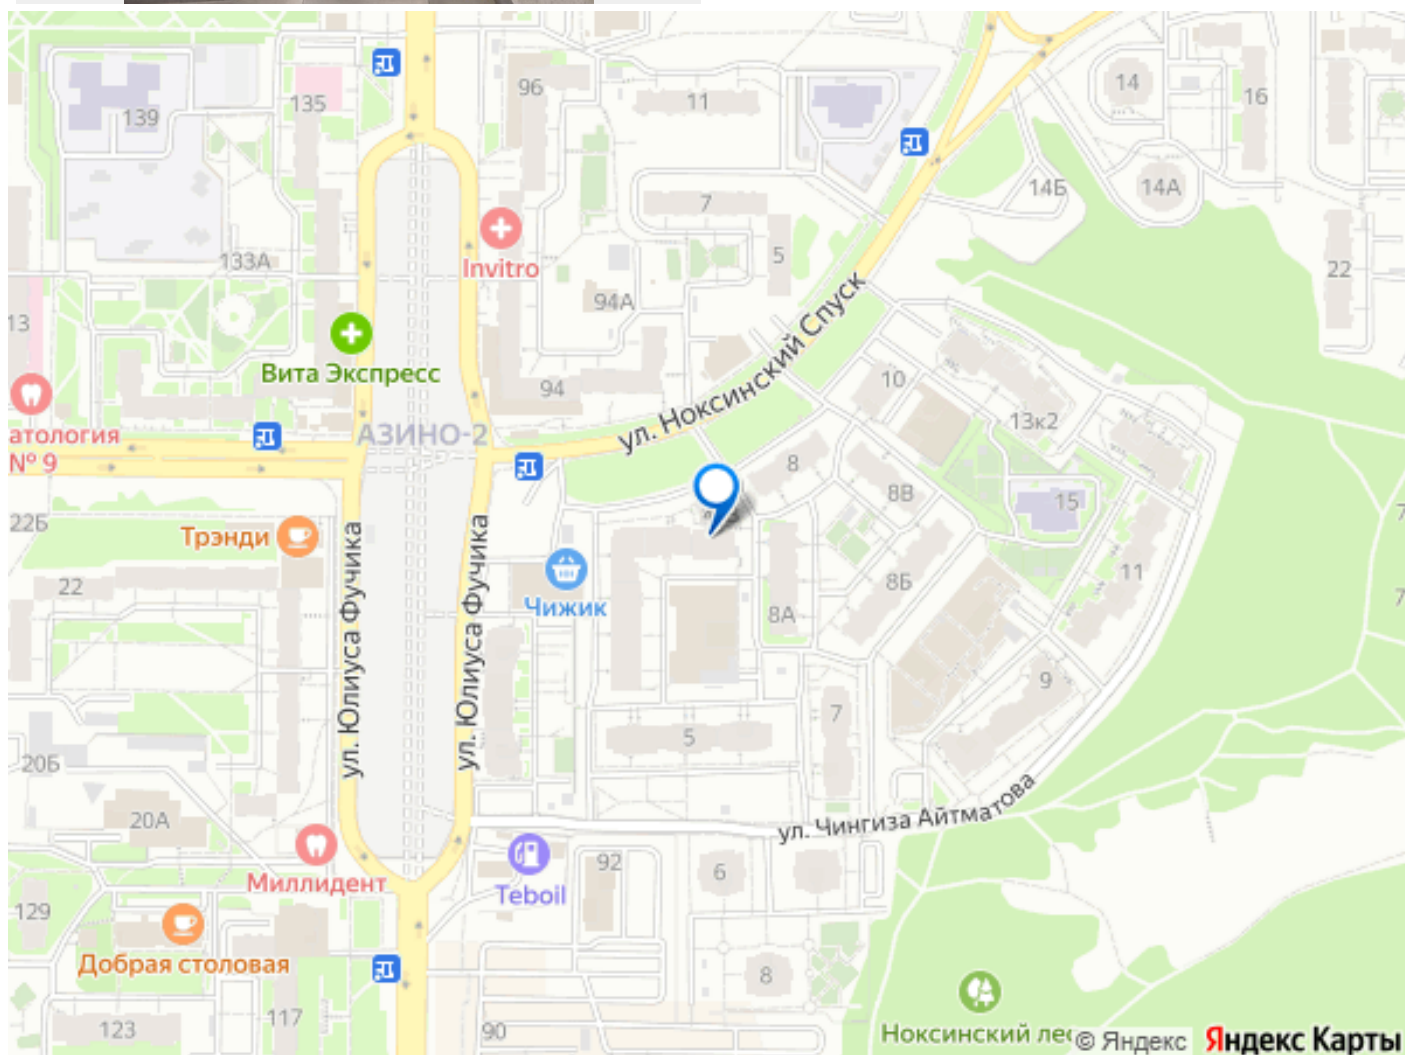 139
135
96
11
14
16
14Б
14А
7
5
133А
Invitro
22
94А
13
ул. Ноксинский Спуск
Вита Экспресс
94
10
АЗИНО-2
13к2
атология
№ 9
8
8В
15
22Б
Трэнди
ул. Юлиуса Фучика
ул. Юлиуса Фучика
Чижик
22
8А
8Б
11
7
9
7
5
20Б
20А
ул. Чингиза Айтматова
Миллидент
Teboil
92
6
129
Добрая столовая
8
123
117
90
Ноксинский лес
© Яндекс
Яндекс Карты